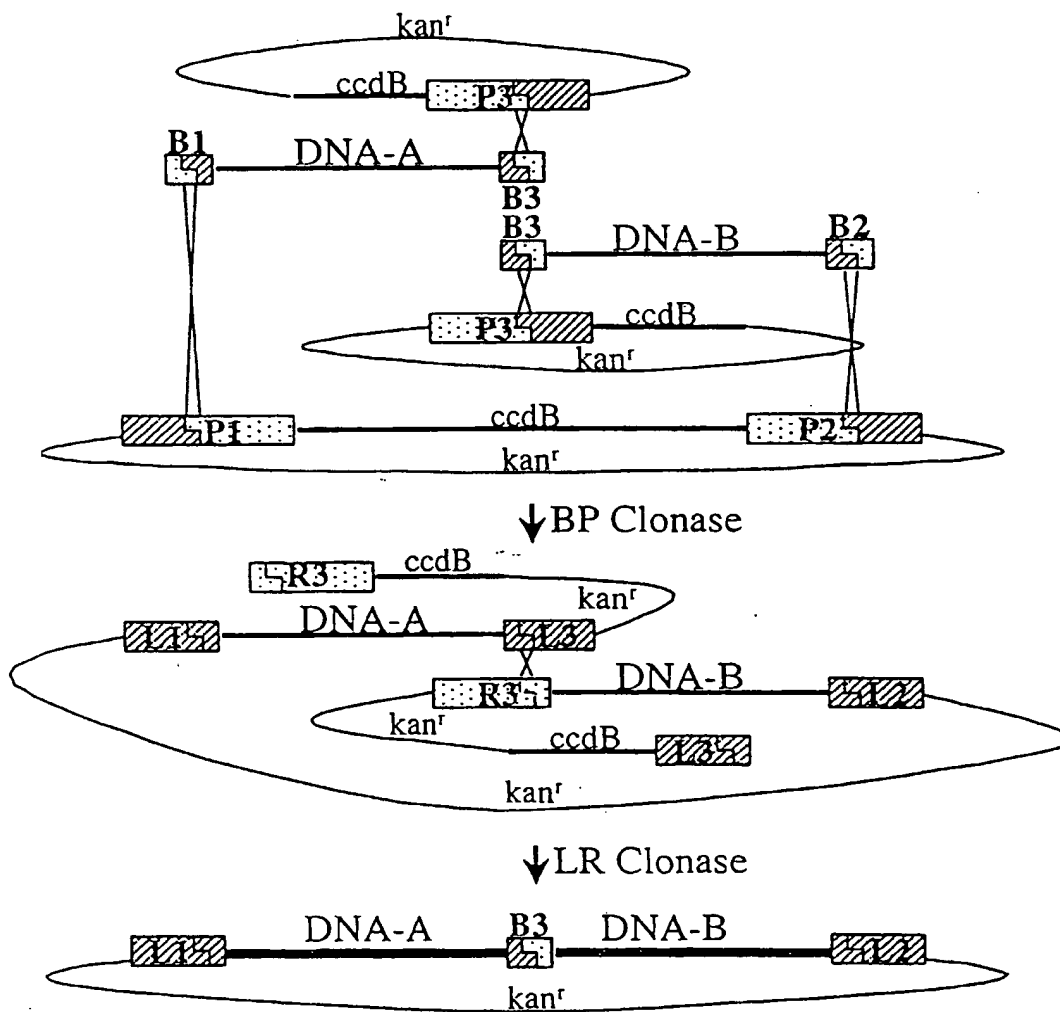 kanʳ
ccdB P3
B1 DNA-A
B3
B3 DNA-B B2
P3 ccdB
kanʳ
P1 ccdB P2
kanʳ
BP Clonase
R3 ccdB
kanʳ
L1 DNA-A L3
R3 DNA-B L2
kanʳ
ccdB L3
kanʳ
LR Clonase
L1 DNA-A B3 DNA-B L2
kanʳ